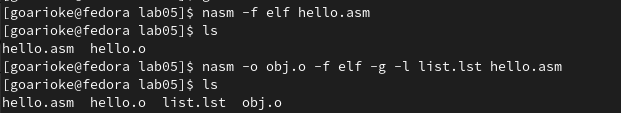 [goarioke@fedora lab05]$ nasm -f elf hello.asm
[goarioke@fedora lab05]$ ls
hello.asm  hello.o
[goarioke@fedora lab05]$ nasm -o obj.o -f elf -g -l list.lst hello.asm
[goarioke@fedora lab05]$ ls
hello.asm  hello.o  list.lst  obj.o